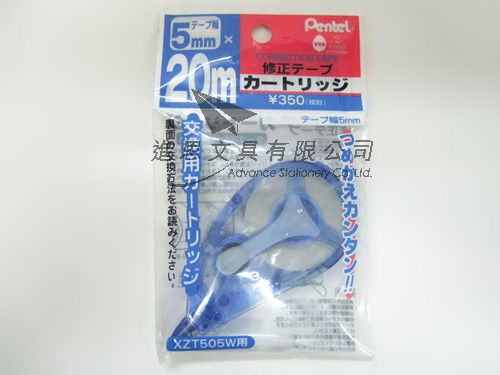 テープ幅
5mm
×
20m
Pentel
CORRECTION TAPE
修正テープ
カートリッジ
¥350(税別)
テープ幅5mm
つめかえカンタン!!
交換用カートリッジ
裏面の交換方法をお読みください。
進昇文具有限公司
Advance Stationery Co., Ltd.
XZT505W用